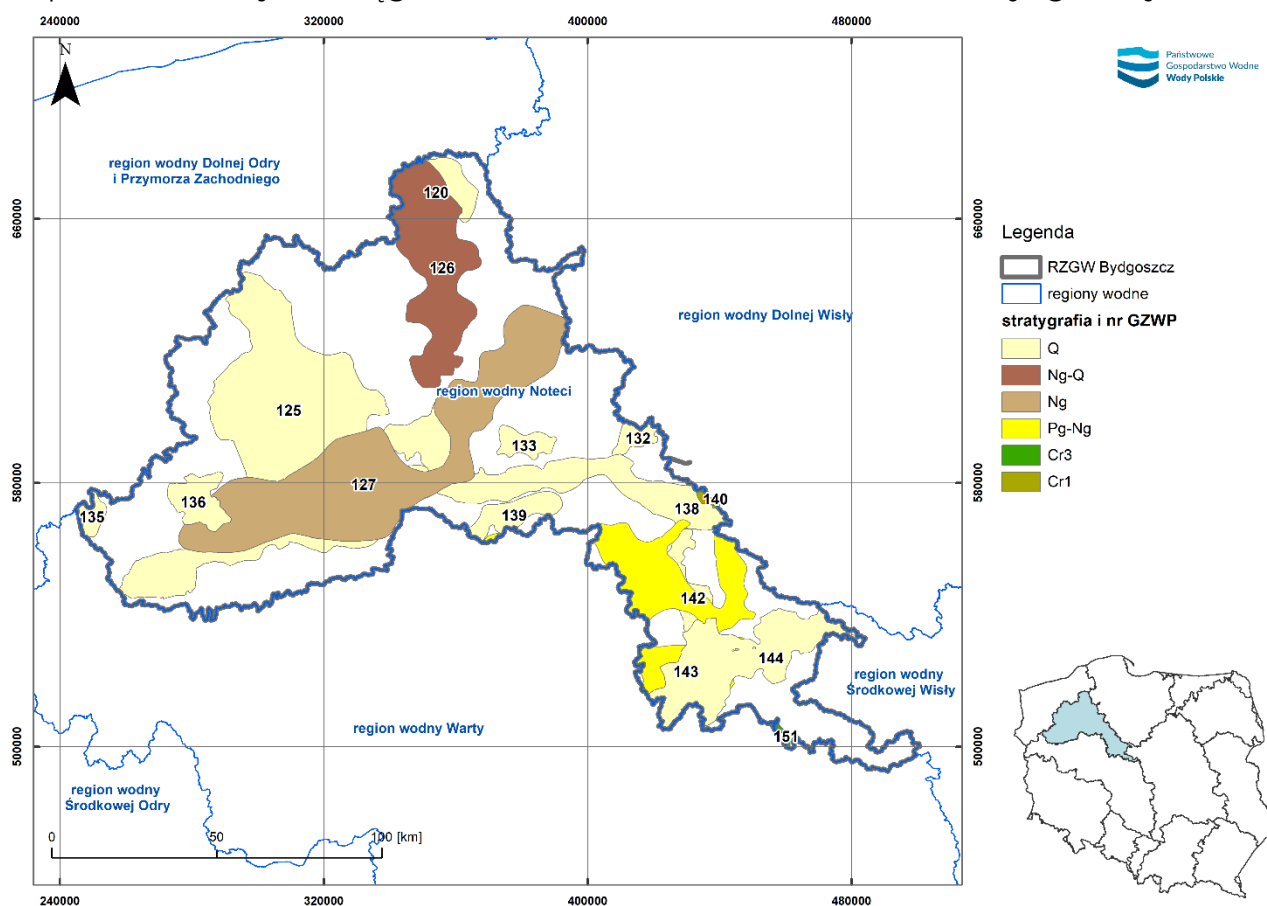 240000
320000
400000
480000
N
Państwowe
Gospodarstwo Wodne
Wody Polskie
region wodny Dolnej Odry
i Przymorza Zachodniego
120
660000
660000
126
Legenda
RZGW Bydgoszcz
regiony wodne
region wodny Dolnej Wisły
stratygrafia i nr GZWP
Q
Ng-Q
region wodny Noteci
Ng
125
Pg-Ng
132
133
Cr3
127
580000
580000
Cr1
136
140
138
135
139
142
144
143
region wodny
Środkowej Wisły
region wodny Warty
151
500000
500000
region wodny
Środkowej Odry
0
50
100 [km]
240000
320000
400000
480000